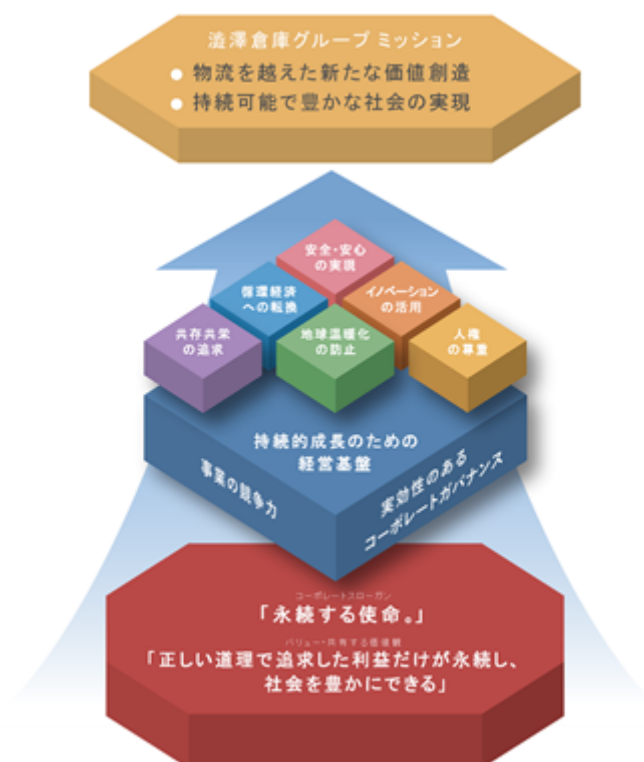 澁澤倉庫グループ ミッション
● 物流を越えた新たな価値創造
● 持続可能で豊かな社会の実現
安全・安心
の実現
循環経済
への転換
イノベーション
の活用
共存共栄
の追求
地球温暖化
の防止
人権
の尊重
持続的成長のための
経営基盤
事業の競争力
実効性のある
コーポレートガバナンス
コーポレートスローガン
「永続する使命。」
バリュー・共有する価値観
「正しい道理で追求した利益だけが永続し、
社会を豊かにできる」